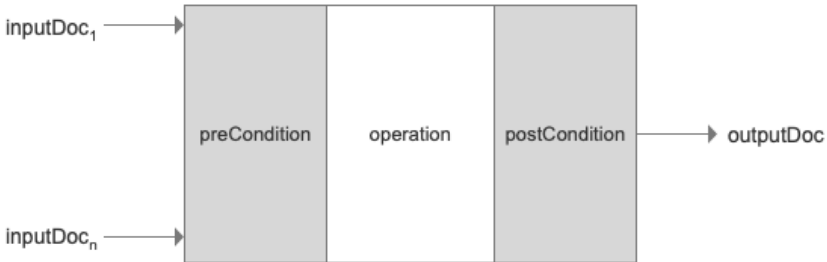 inputDoc₁
preCondition operation postCondition outputDoc
inputDocₙ